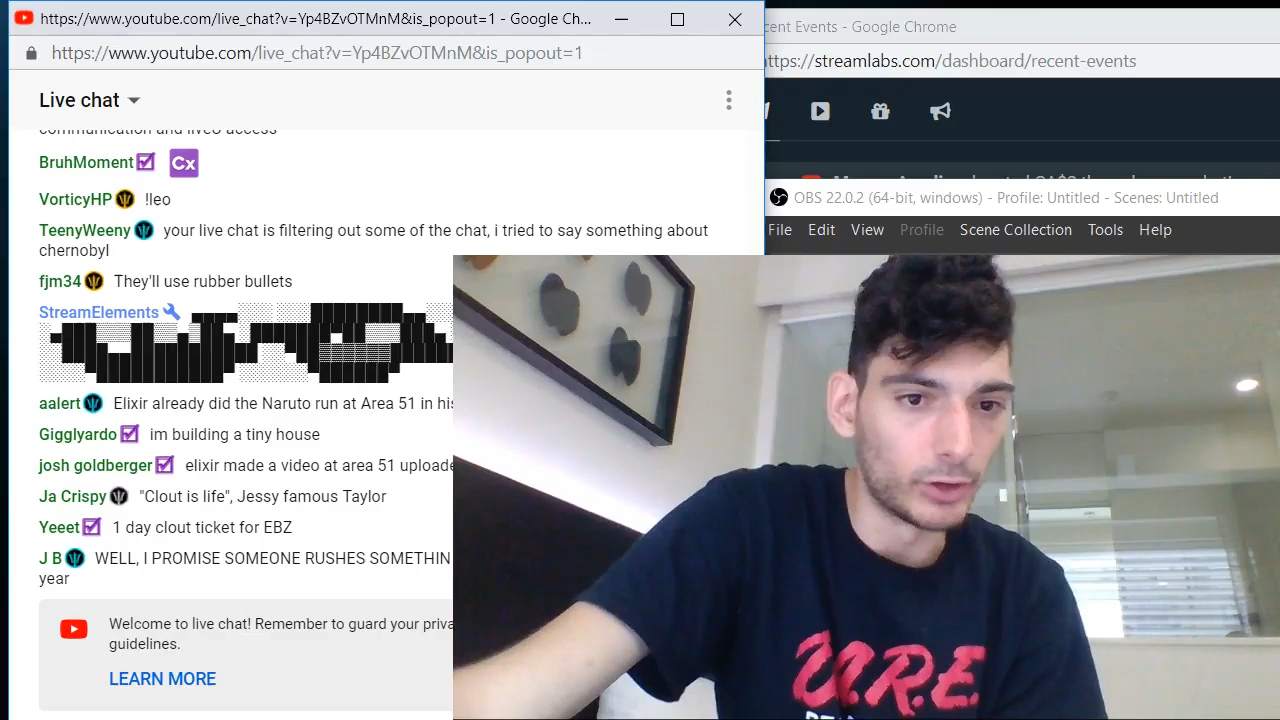 https://www.youtube.com/live_chat?v=Yp4BZvOTMnM&is_popout=1 - Google Ch...
cent Events - Google Chrome
https://www.youtube.com/live_chat?v=Yp4BZvOTMnM&is_popout=1
ttps://streamlabs.com/dashboard/recent-events
Live chat
communication and liveU access
BruhMoment Cx
VorticyHP !leo
OBS 22.0.2 (64-bit, windows) - Profile: Untitled - Scenes: Untitled
File Edit View Profile Scene Collection Tools Help
TeenyWeeny your live chat is filtering out some of the chat, i tried to say something about
chernobyl
fjm34 They'll use rubber bullets
StreamElements
aalert Elixir already did the Naruto run at Area 51 in his
Gigglyardo im building a tiny house
josh goldberger elixir made a video at area 51 uploade
Ja Crispy "Clout is life", Jessy famous Taylor
Yeeet 1 day clout ticket for EBZ
J B WELL, I PROMISE SOMEONE RUSHES SOMETHIN
year
Welcome to live chat! Remember to guard your priva
guidelines.
LEARN MORE
D.A.R.E.